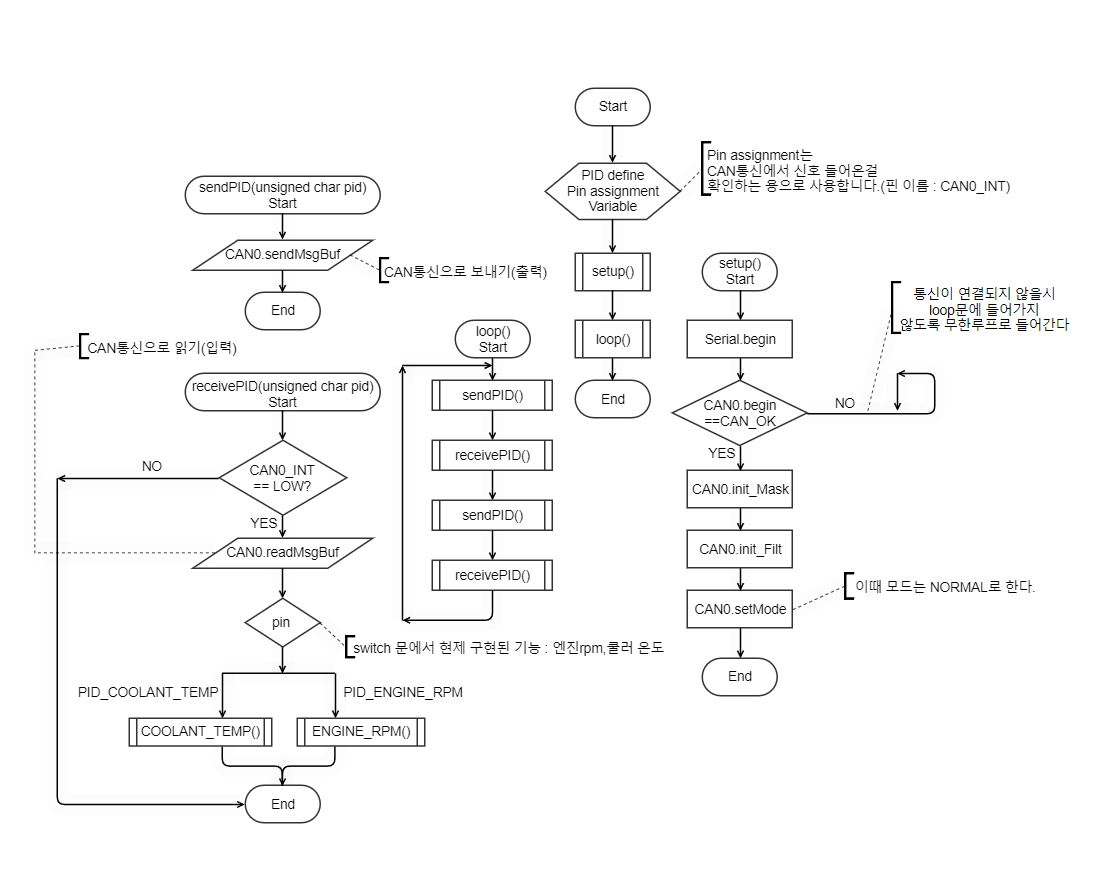 Start
PID define
Pin assignment
Variable
Pin assignment는
CAN통신에서 신호 들어온걸
확인하는 용으로 사용합니다.(핀 이름 : CAN0_INT)
setup()
loop()
End
sendPID(unsigned char pid)
Start
CAN0.sendMsgBuf
CAN통신으로 보내기(출력)
End
CAN통신으로 읽기(입력)
receivePID(unsigned char pid)
Start
CAN0_INT
== LOW?
NO
YES
CAN0.readMsgBuf
pin
switch 문에서 현제 구현된 기능 : 엔진rpm,쿨러 온도
PID_COOLANT_TEMP
PID_ENGINE_RPM
COOLANT_TEMP()
ENGINE_RPM()
End
loop()
Start
sendPID()
receivePID()
sendPID()
receivePID()
setup()
Start
Serial.begin
CAN0.begin
==CAN_OK
NO
통신이 연결되지 않을시
loop문에 들어가지
않도록 무한루프로 들어간다
YES
CAN0.init_Mask
CAN0.init_Filt
CAN0.setMode
이때 모드는 NORMAL로 한다.
End